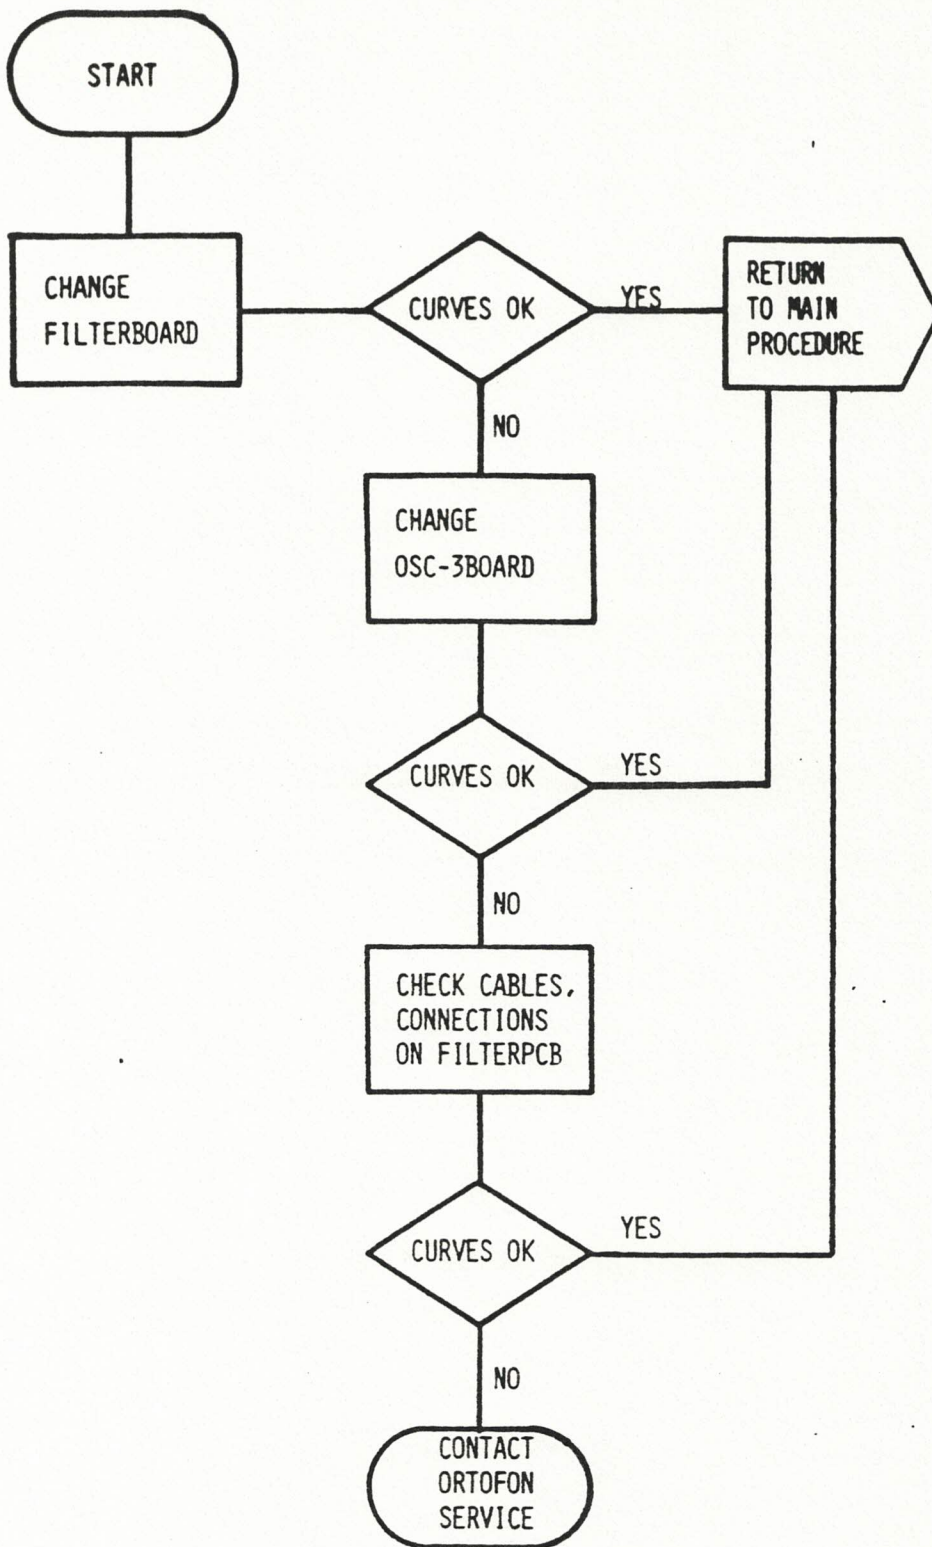 START
CHANGE
FILTERBOARD
CURVES OK
YES
RETURN
TO MAIN
PROCEDURE
NO
CHANGE
OSC-3BOARD
CURVES OK
YES
NO
CHECK CABLES,
CONNECTIONS
ON FILTERPCB
CURVES OK
YES
NO
CONTACT
ORTOFON
SERVICE